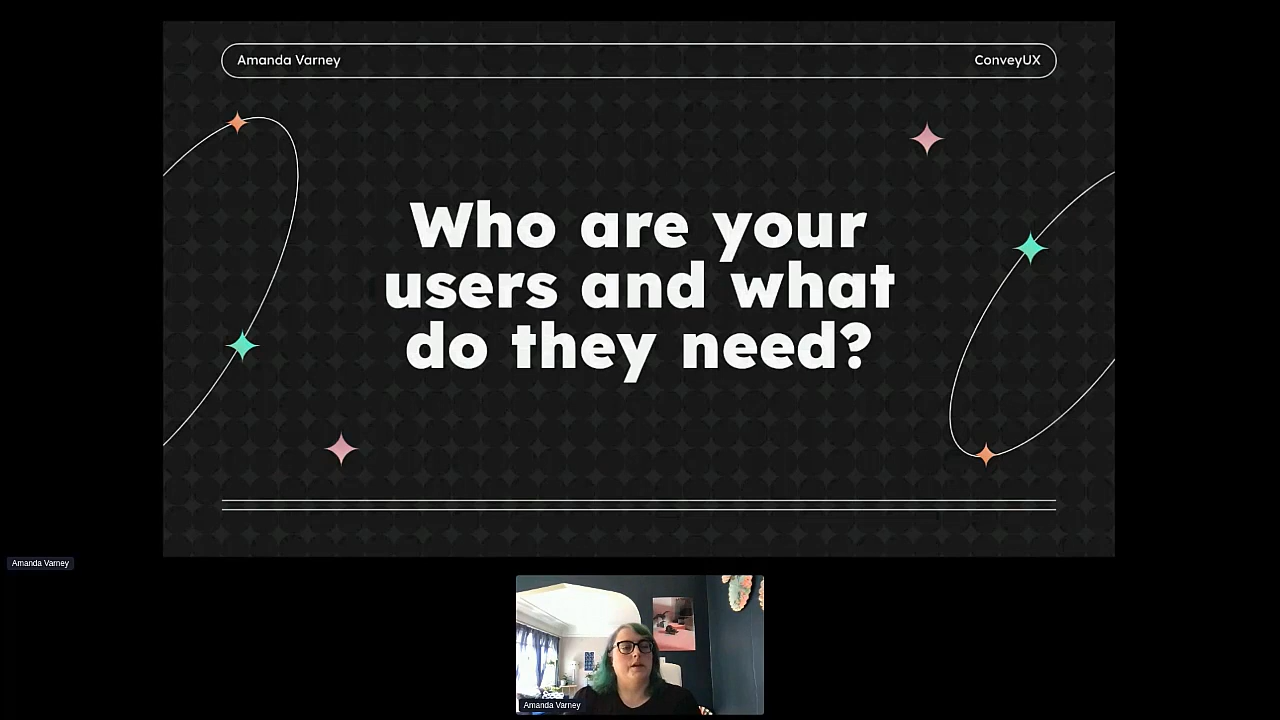 Amanda Varney
ConveyUX
Who are your
users and what
do they need?
Amanda Varney
Amanda Varney